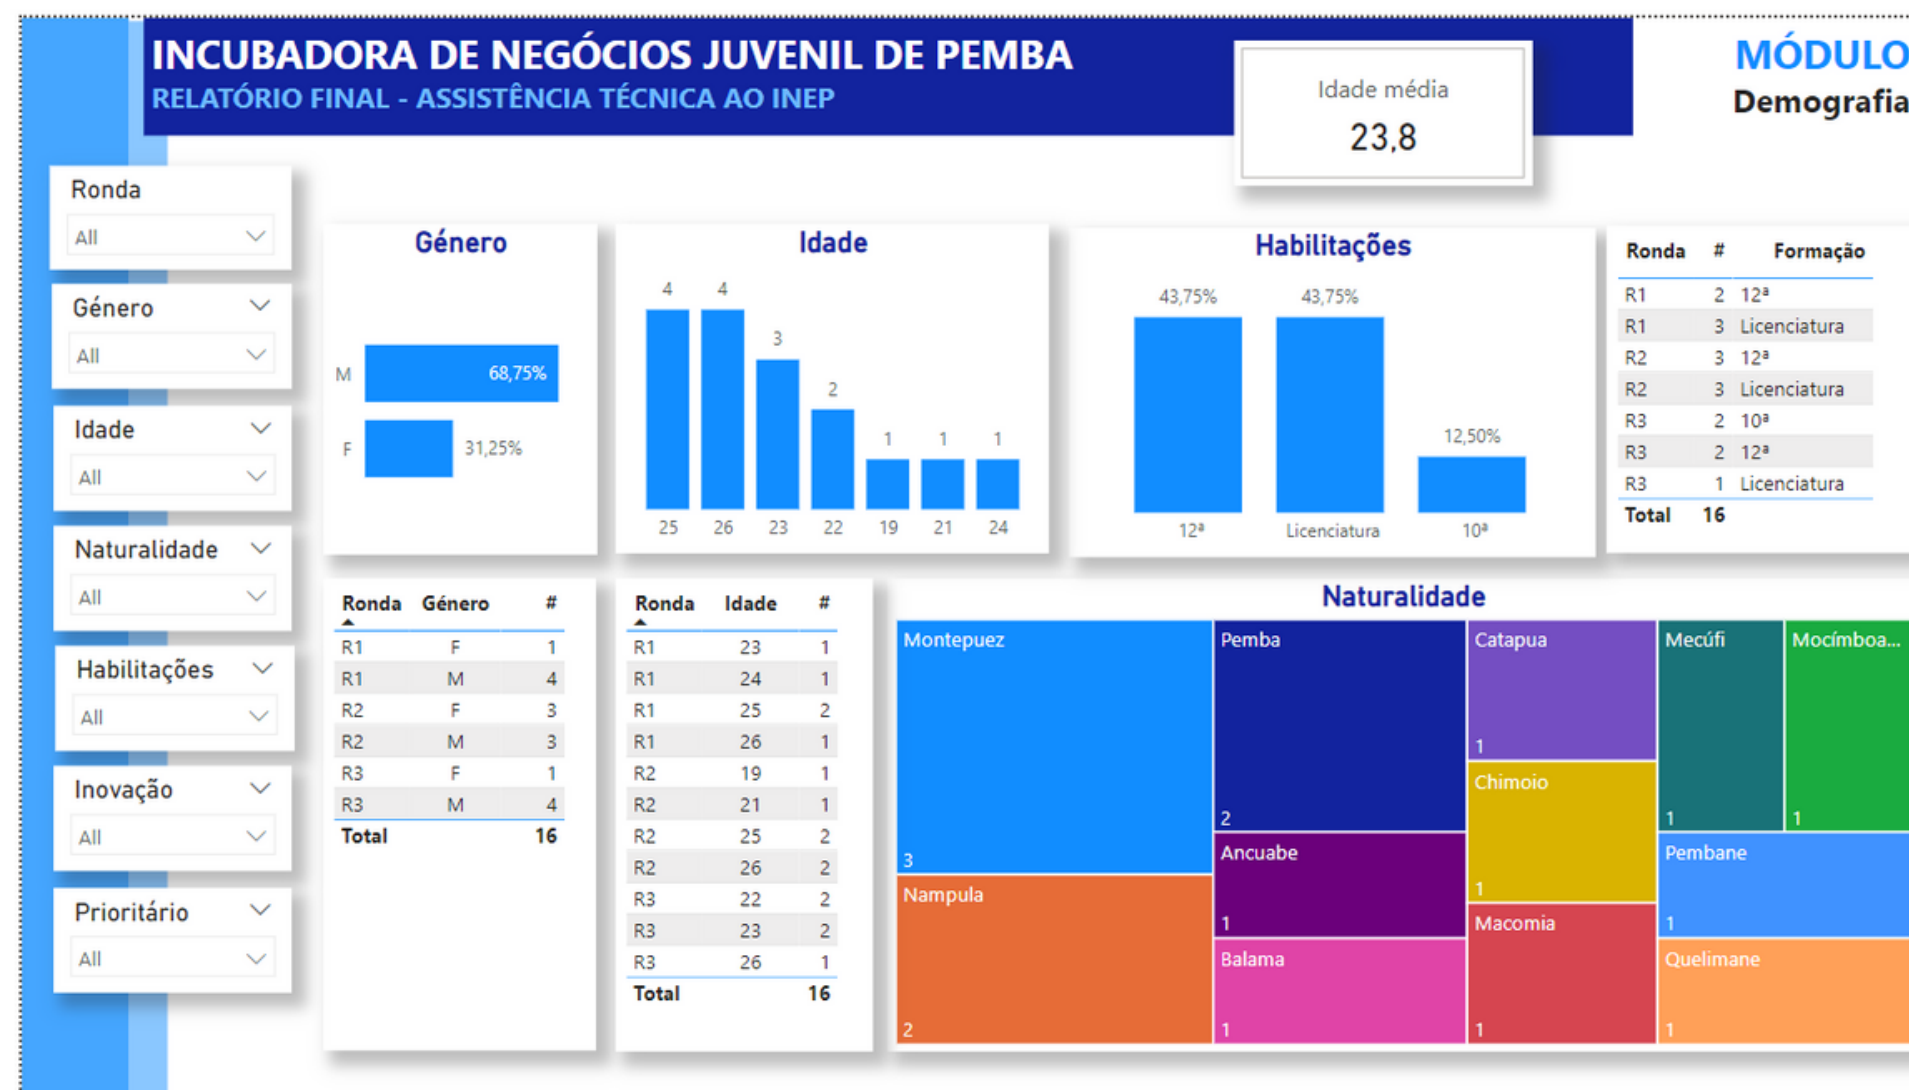 INCUBADORA DE NEGÓCIOS JUVENIL DE PEMBA
RELATÓRIO FINAL - ASSISTÊNCIA TÉCNICA AO INEP
Idade média
23,8
MÓDULO
Demografia
Ronda
All
Género
All
Idade
All
Naturalidade
All
Habilitações
All
Inovação
All
Prioritário
All
Género
M 68,75%
F 31,25%
Idade
4 4 3 2 1 1 1
25 26 23 22 19 21 24
Habilitações
43,75% 43,75% 12,50%
12ª Licenciatura 10ª
Ronda # Formação
R1 2 12ª
R1 3 Licenciatura
R2 3 12ª
R2 3 Licenciatura
R3 2 10ª
R3 2 12ª
R3 1 Licenciatura
Total 16
Ronda Género #
R1 F 1
R1 M 4
R2 F 3
R2 M 3
R3 F 1
R3 M 4
Total 16
Ronda Idade #
R1 23 1
R1 24 1
R1 25 2
R1 26 1
R2 19 1
R2 21 1
R2 25 2
R2 26 2
R3 22 2
R3 23 2
R3 26 1
Total 16
Naturalidade
Montepuez
3
Nampula
2
Pemba
2
Ancuabe
1
Balama
1
Catapua
1
Chimoio
1
Macomia
1
Mecúfi
1
Mocímboa...
1
Pembane
1
Quelimane
1